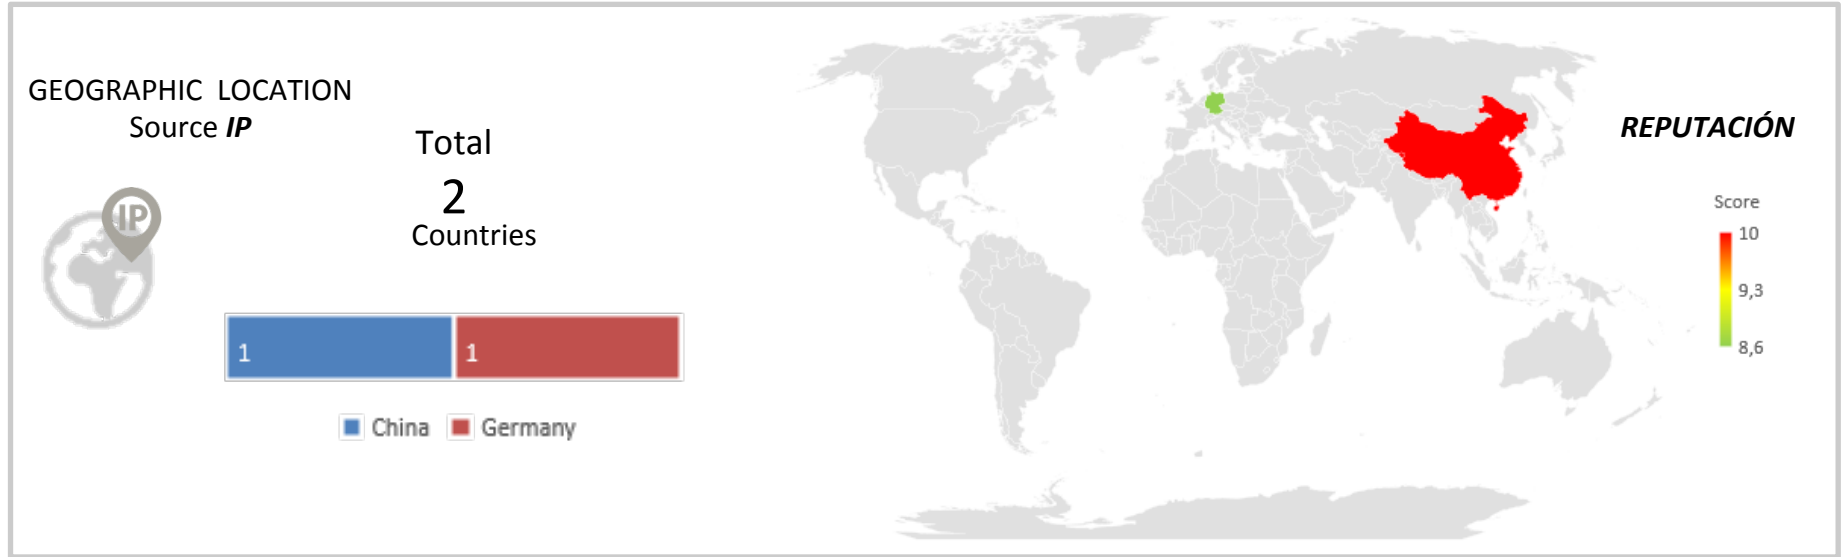 GEOGRAPHIC LOCATION
Source IP
IP
Total
2
Countries
1 1
China Germany
REPUTACIÓN
Score
10
9,3
8,6